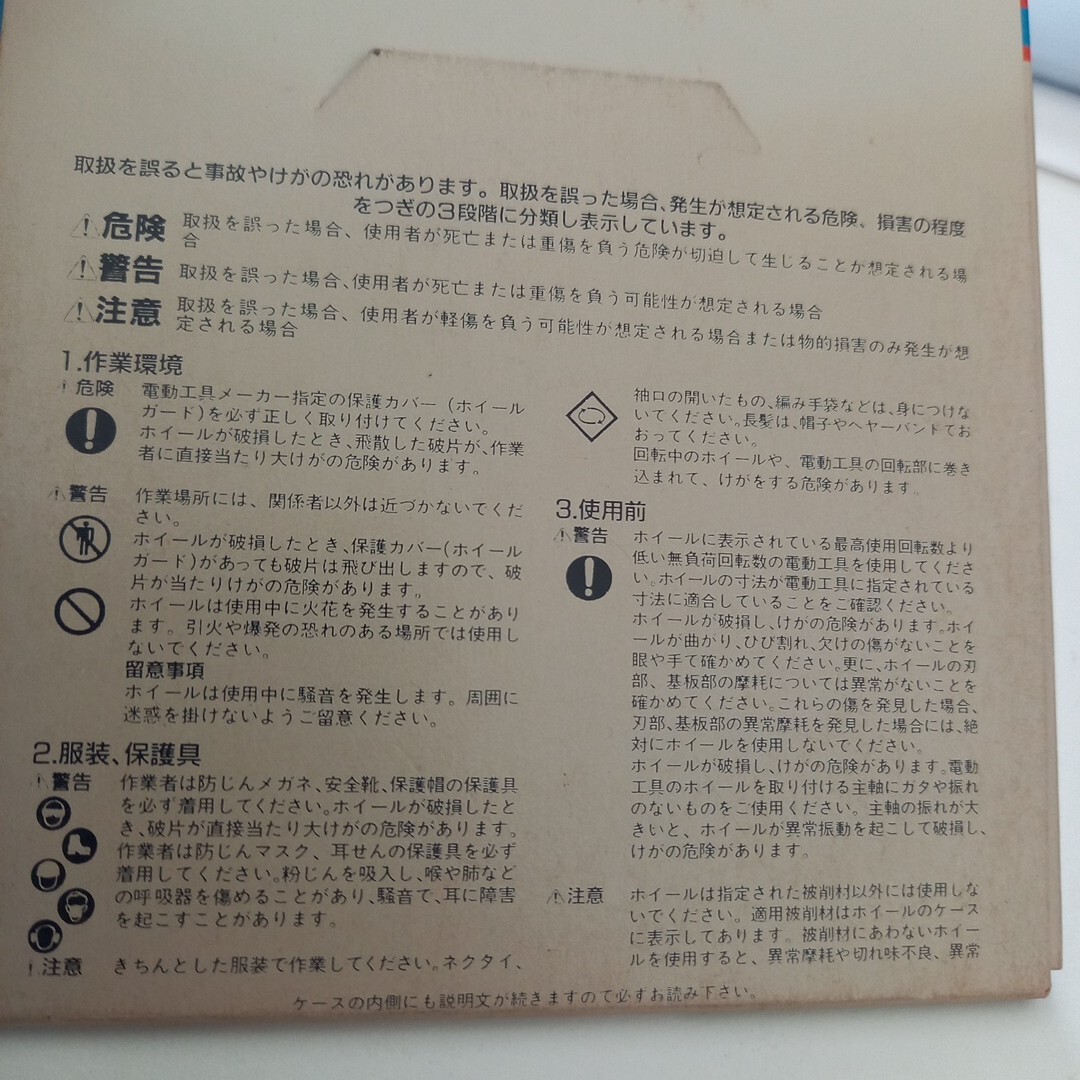 取扱を誤ると事故やけがの恐れがあります。取扱を誤った場合、発生が想定される危険、損害の程度
をつぎの3段階に分類し表示しています。
⚠危険 取扱を誤った場合、使用者が死亡または重傷を負う危険が切迫して生じることが想定される場
合
⚠警告 取扱を誤った場合、使用者が死亡または重傷を負う可能性が想定される場合
⚠注意 取扱を誤った場合、使用者が軽傷を負う可能性が想定される場合または物的損害のみ発生が想
定される場合
1.作業環境
⚠危険 電動工具メーカー指定の保護カバー(ホイール
ガード)を必ず正しく取り付けてください。
ホイールが破損したとき、飛散した破片が、作業
者に直接当たり大けがの危険があります。
⚠警告 作業場所には、関係者以外は近づかないでくだ
さい。
ホイールが破損したとき、保護カバー(ホイール
ガード)があっても破片は飛び出しますので、破
片が当たりけがの危険があります。
ホイールは使用中に火花を発生することがあり
ます。引火や爆発の恐れのある場所では使用し
ないでください。
留意事項
ホイールは使用中に騒音を発生します。周囲に
迷惑を掛けないようご留意ください。
2.服装、保護具
⚠警告 作業者は防じんメガネ、安全靴、保護帽の保護具
を必ず着用してください。ホイールが破損したと
き、破片が直接当たり大けがの危険があります。
作業者は防じんマスク、耳せんの保護具を必ず
着用してください。粉じんを吸入し、喉や肺など
の呼吸器を傷めることがあり、騒音で、耳に障害
を起こすことがあります。
⚠注意 きちんとした服装で作業してください。ネクタイ、
袖口の開いたもの、編み手袋などは、身につけな
いでください。長髪は、帽子やヘヤーバンドでお
おってください。
回転中のホイールや、電動工具の回転部に巻き
込まれて、けがをする危険があります。
3.使用前
⚠警告 ホイールに表示されている最高使用回転数より
低い無負荷回転数の電動工具を使用してくださ
い。ホイールの寸法が電動工具に指定されている
寸法に適合していることをご確認ください。
ホイールが破損し、けがの危険があります。ホイ
ールが曲がり、ひび割れ、欠けの傷がないことを
眼や手で確かめてください。更に、ホイールの刃
部、基板部の摩耗については異常がないことを
確かめてください。これらの傷を発見した場合、
刃部、基板部の異常摩耗を発見した場合には、絶
対にホイールを使用しないでください。
ホイールが破損し、けがの危険があります。電動
工具のホイールを取り付ける主軸にガタや振れ
のないものをご使用ください。主軸の振れが大
きいと、ホイールが異常振動を起こして破損し、
けがの危険があります。
⚠注意 ホイールは指定された被削材以外には使用しな
いでください。適用被削材はホイールのケース
に表示してあります。被削材にあわないホイー
ルを使用すると、異常摩耗や切れ味不良、異常
ケースの内側にも説明文が続きますので必ずお読み下さい。